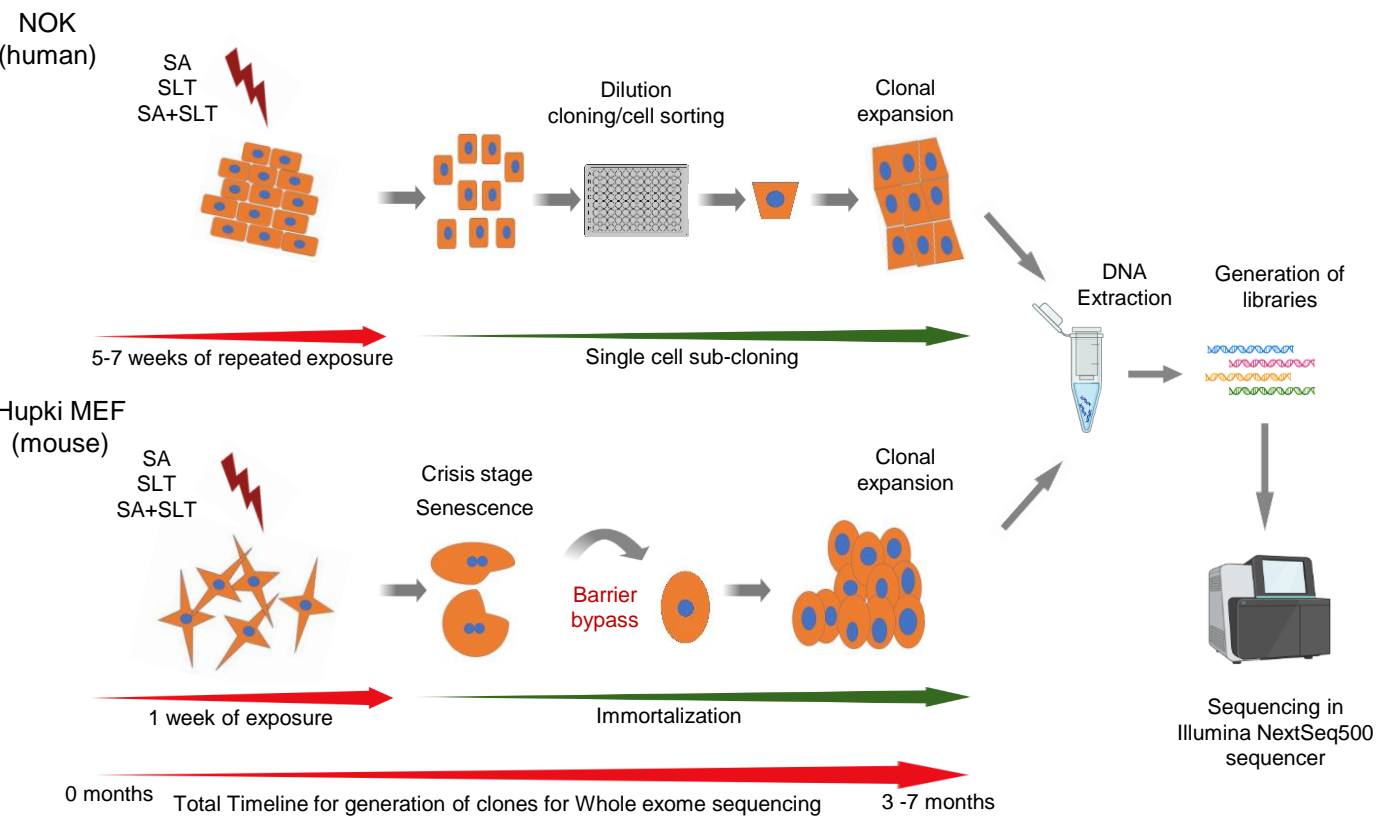 NOK
(human)
SA
SLT
SA+SLT
Dilution
cloning/cell sorting
Clonal
expansion
DNA
Extraction
Generation of
libraries
5-7 weeks of repeated exposure
Single cell sub-cloning
Hupki MEF
(mouse)
SA
SLT
SA+SLT
Crisis stage
Senescence
Barrier
bypass
Clonal
expansion
1 week of exposure
Immortalization
Sequencing in
Illumina NextSeq500
sequencer
0 months
Total Timeline for generation of clones for Whole exome sequencing
3 -7 months